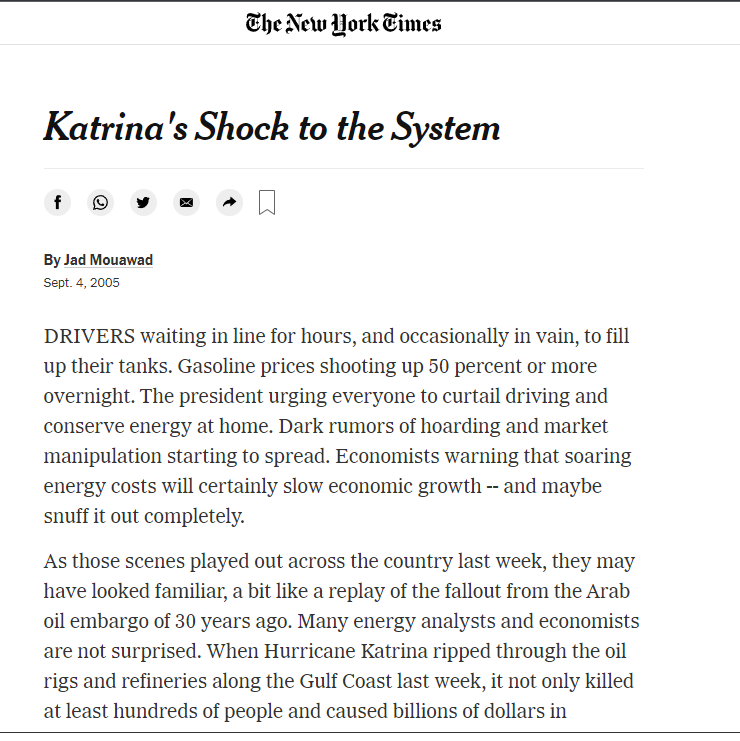 The New York Times
Katrina's Shock to the System
By Jad Mouawad
Sept. 4, 2005
DRIVERS waiting in line for hours, and occasionally in vain, to fill
up their tanks. Gasoline prices shooting up 50 percent or more
overnight. The president urging everyone to curtail driving and
conserve energy at home. Dark rumors of hoarding and market
manipulation starting to spread. Economists warning that soaring
energy costs will certainly slow economic growth -- and maybe
snuff it out completely.
As those scenes played out across the country last week, they may
have looked familiar, a bit like a replay of the fallout from the Arab
oil embargo of 30 years ago. Many energy analysts and economists
are not surprised. When Hurricane Katrina ripped through the oil
rigs and refineries along the Gulf Coast last week, it not only killed
at least hundreds of people and caused billions of dollars in